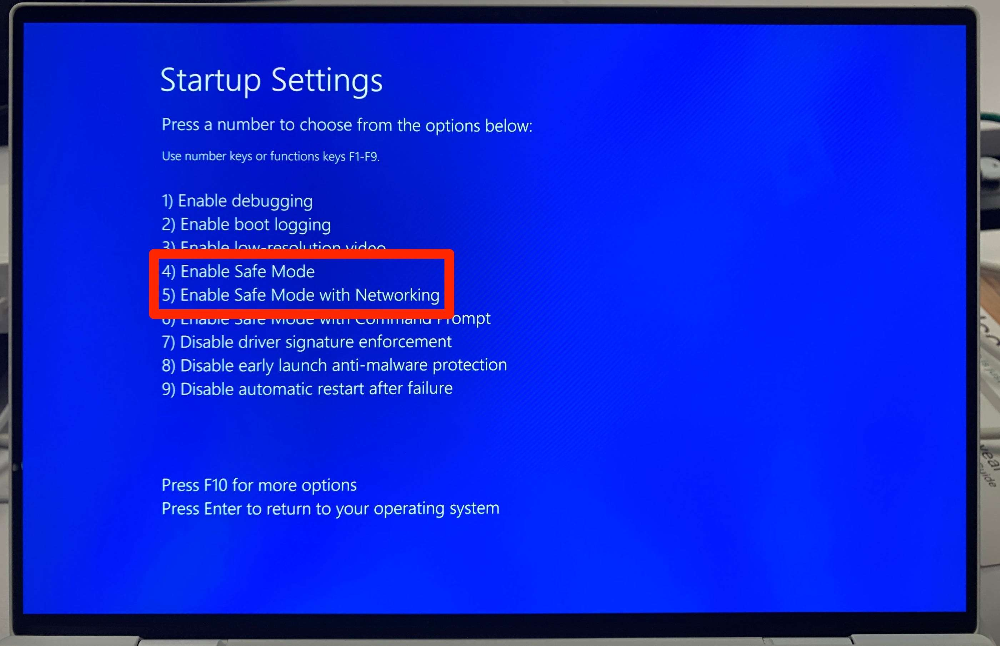 Startup Settings
Press a number to choose from the options below:
Use number keys or functions keys F1-F9.
1) Enable debugging
2) Enable boot logging
3) Enable low-resolution video
4) Enable Safe Mode
5) Enable Safe Mode with Networking
6) Enable Safe Mode with Command Prompt
7) Disable driver signature enforcement
8) Disable early launch anti-malware protection
9) Disable automatic restart after failure
Press F10 for more options
Press Enter to return to your operating system